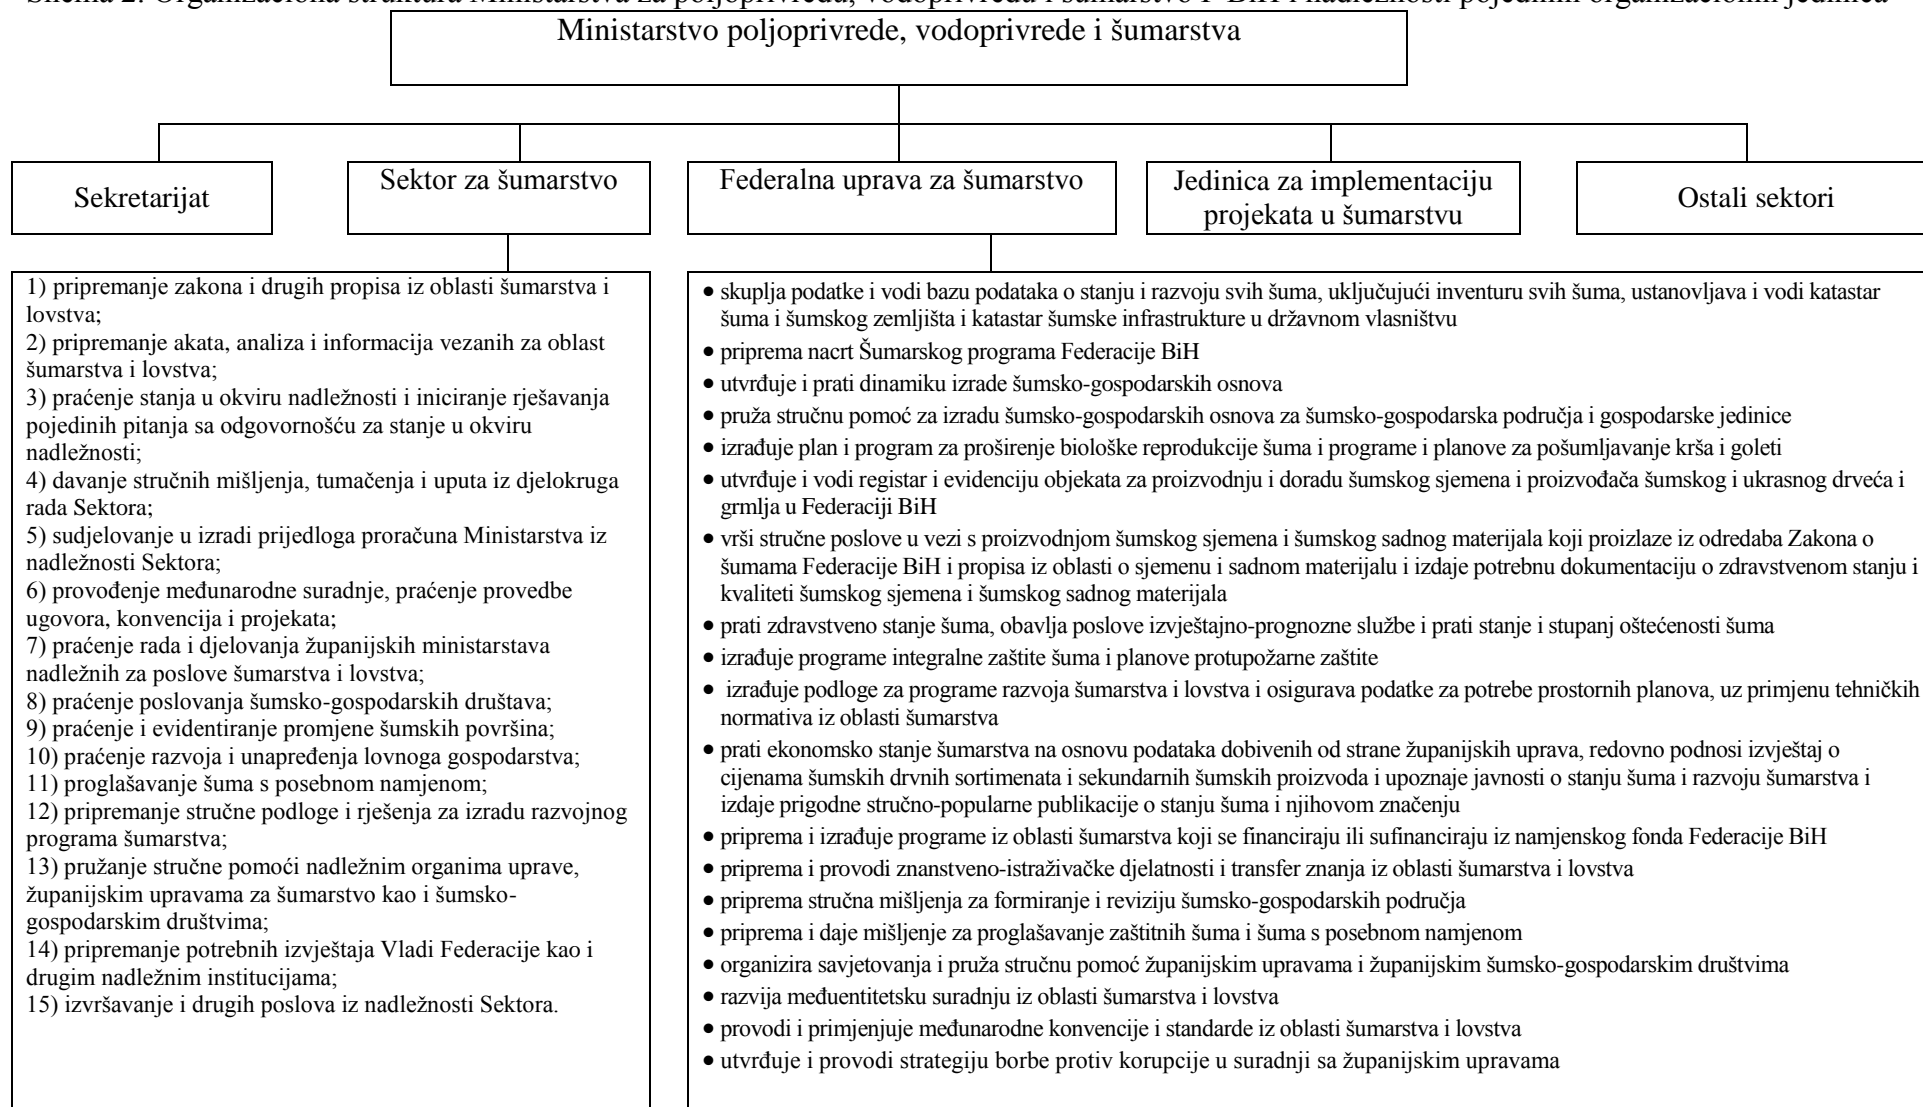 Shema 2. Organizaciona struktura Ministarstva za poljoprivredu, vodoprivredu i šumarstvo F BiH i nadležnosti pojedinih organizacionih jedinica
Ministarstvo poljoprivrede, vodoprivrede i šumarstva
Sekretarijat
Sektor za šumarstvo
Federalna uprava za šumarstvo
Jedinica za implementaciju
projekata u šumarstvu
Ostali sektori
1) pripremanje zakona i drugih propisa iz oblasti šumarstva i
lovstva;
2) pripremanje akata, analiza i informacija vezanih za oblast
šumarstva i lovstva;
3) praćenje stanja u okviru nadležnosti i iniciranje rješavanja
pojedinih pitanja sa odgovornošću za stanje u okviru
nadležnosti;
4) davanje stručnih mišljenja, tumačenja i uputa iz djelokruga
rada Sektora;
5) sudjelovanje u izradi prijedloga proračuna Ministarstva iz
nadležnosti Sektora;
6) provođenje međunarodne suradnje, praćenje provedbe
ugovora, konvencija i projekata;
7) praćenje rada i djelovanja županijskih ministarstava
nadležnih za poslove šumarstva i lovstva;
8) praćenje poslovanja šumsko-gospodarskih društava;
9) praćenje i evidentiranje promjene šumskih površina;
10) praćenje razvoja i unapređenja lovnoga gospodarstva;
11) proglašavanje šuma s posebnom namjenom;
12) pripremanje stručne podloge i rješenja za izradu razvojnog
programa šumarstva;
13) pružanje stručne pomoći nadležnim organima uprave,
županijskim upravama za šumarstvo kao i šumsko-
gospodarskim društvima;
14) pripremanje potrebnih izvještaja Vladi Federacije kao i
drugim nadležnim institucijama;
15) izvršavanje i drugih poslova iz nadležnosti Sektora.
• skuplja podatke i vodi bazu podataka o stanju i razvoju svih šuma, uključujući inventuru svih šuma, ustanovljava i vodi katastar
šuma i šumskog zemljišta i katastar šumske infrastrukture u državnom vlasništvu
• priprema nacrt Šumarskog programa Federacije BiH
• utvrđuje i prati dinamiku izrade šumsko-gospodarskih osnova
• pruža stručnu pomoć za izradu šumsko-gospodarskih osnova za šumsko-gospodarska područja i gospodarske jedinice
• izrađuje plan i program za proširenje biološke reprodukcije šuma i programe i planove za pošumljavanje krša i goleti
• utvrđuje i vodi registar i evidenciju objekata za proizvodnju i doradu šumskog sjemena i proizvođača šumskog i ukrasnog drveća i
grmlja u Federaciji BiH
• vrši stručne poslove u vezi s proizvodnjom šumskog sjemena i šumskog sadnog materijala koji proizlaze iz odredaba Zakona o
šumama Federacije BiH i propisa iz oblasti o sjemenu i sadnom materijalu i izdaje potrebnu dokumentaciju o zdravstvenom stanju i
kvaliteti šumskog sjemena i šumskog sadnog materijala
• prati zdravstveno stanje šuma, obavlja poslove izvještajno-prognozne službe i prati stanje i stupanj oštećenosti šuma
• izrađuje programe integralne zaštite šuma i planove protupožarne zaštite
• izrađuje podloge za programe razvoja šumarstva i lovstva i osigurava podatke za potrebe prostornih planova, uz primjenu tehničkih
normativa iz oblasti šumarstva
• prati ekonomsko stanje šumarstva na osnovu podataka dobivenih od strane županijskih uprava, redovno podnosi izvještaj o
cijenama šumskih drvnih sortimenata i sekundarnih šumskih proizvoda i upoznaje javnosti o stanju šuma i razvoju šumarstva i
izdaje prigodne stručno-popularne publikacije o stanju šuma i njihovom značenju
• priprema i izrađuje programe iz oblasti šumarstva koji se financiraju ili sufinanciraju iz namjenskog fonda Federacije BiH
• priprema i provodi znanstveno-istraživačke djelatnosti i transfer znanja iz oblasti šumarstva i lovstva
• priprema stručna mišljenja za formiranje i reviziju šumsko-gospodarskih područja
• priprema i daje mišljenje za proglašavanje zaštitnih šuma i šuma s posebnom namjenom
• organizira savjetovanja i pruža stručnu pomoć županijskim upravama i županijskim šumsko-gospodarskim društvima
• razvija međuentitetsku suradnju iz oblasti šumarstva i lovstva
• provodi i primjenjuje međunarodne konvencije i standarde iz oblasti šumarstva i lovstva
• utvrđuje i provodi strategiju borbe protiv korupcije u suradnji sa županijskim upravama